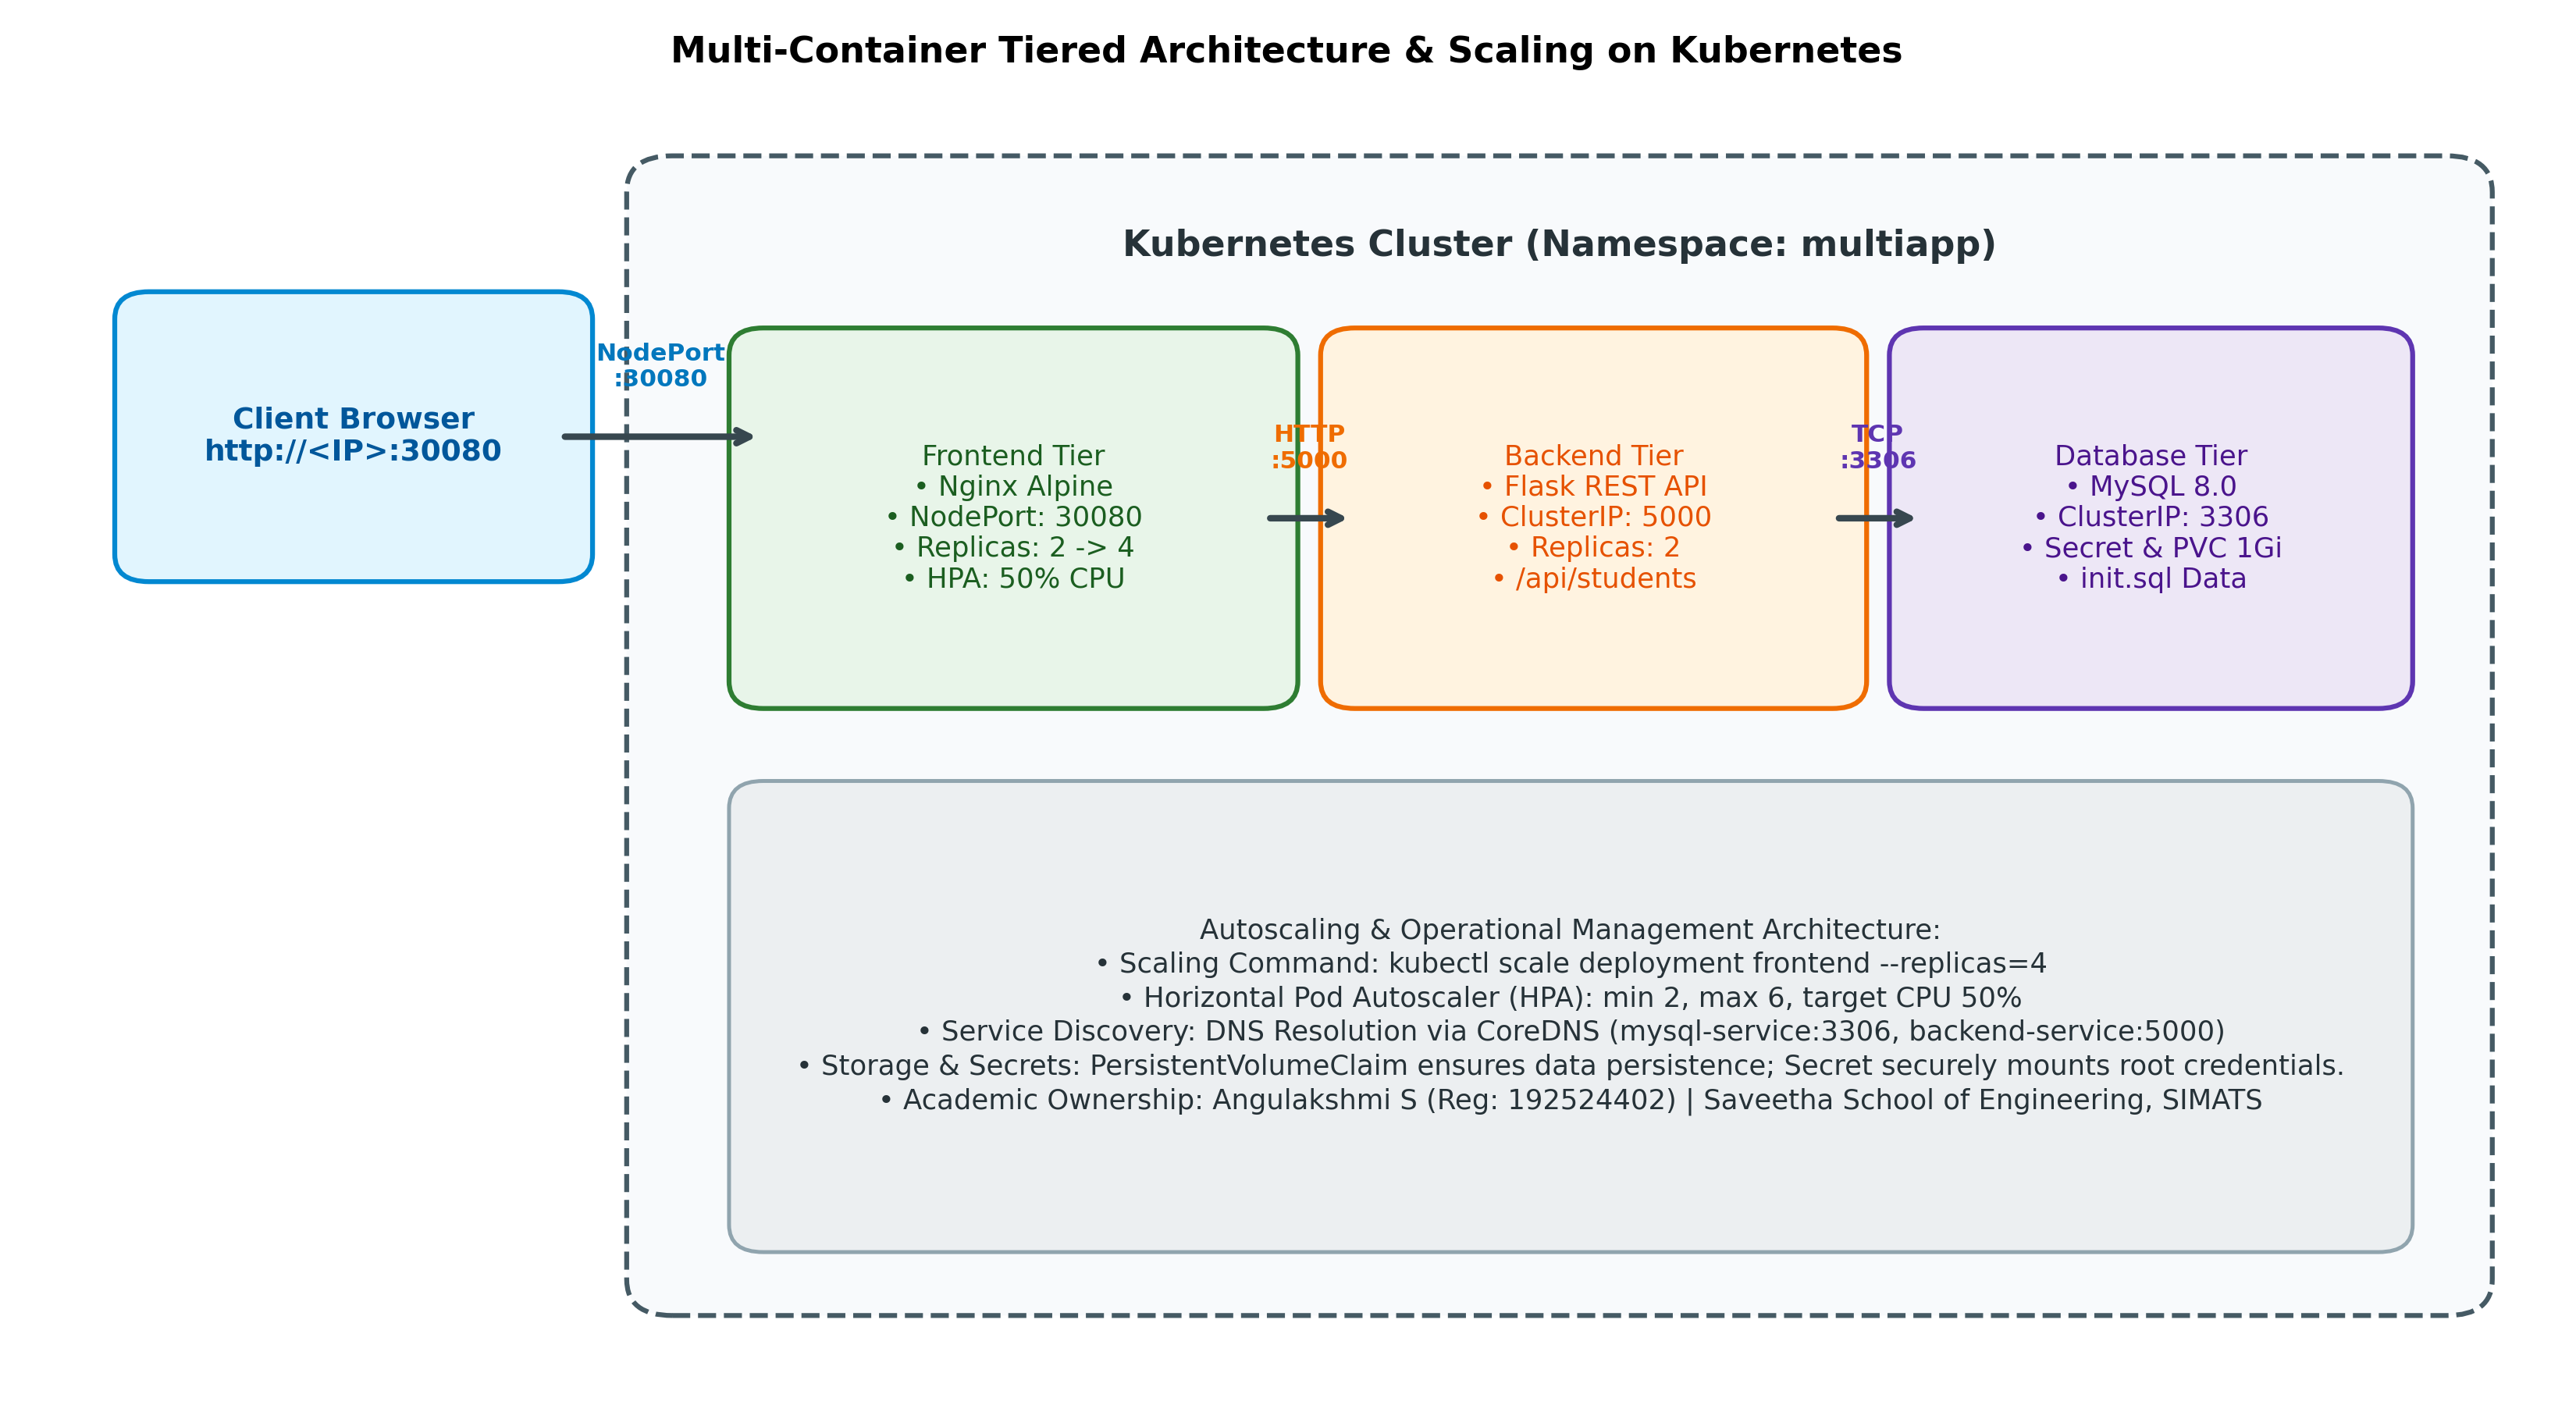 Multi-Container Tiered Architecture & Scaling on Kubernetes
Kubernetes Cluster (Namespace: multiapp)
Client Browser
http://<IP>:30080
NodePort
:30080
Frontend Tier
• Nginx Alpine
• NodePort: 30080
• Replicas: 2 -> 4
• HPA: 50% CPU
HTTP
:5000
Backend Tier
• Flask REST API
• ClusterIP: 5000
• Replicas: 2
• /api/students
TCP
:3306
Database Tier
• MySQL 8.0
• ClusterIP: 3306
• Secret & PVC 1Gi
• init.sql Data
Autoscaling & Operational Management Architecture:
• Scaling Command: kubectl scale deployment frontend --replicas=4
• Horizontal Pod Autoscaler (HPA): min 2, max 6, target CPU 50%
• Service Discovery: DNS Resolution via CoreDNS (mysql-service:3306, backend-service:5000)
• Storage & Secrets: PersistentVolumeClaim ensures data persistence; Secret securely mounts root credentials.
• Academic Ownership: Angulakshmi S (Reg: 192524402) | Saveetha School of Engineering, SIMATS